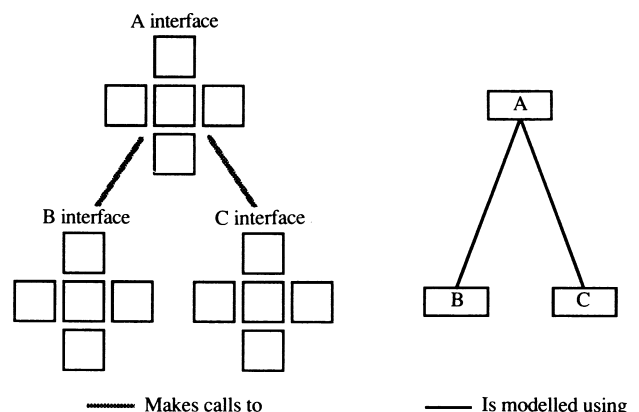 A interface
B interface
C interface
Makes calls to
A
B
C
Is modelled using